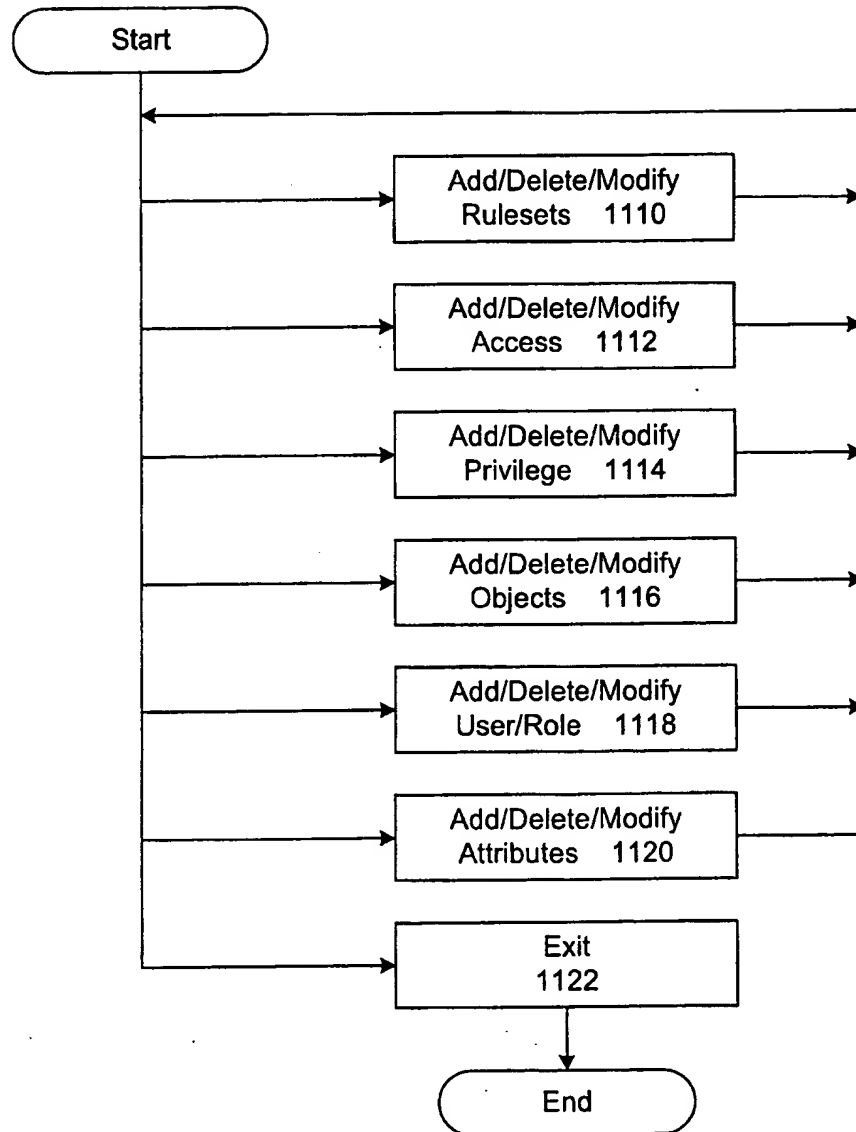 Start
Add/Delete/Modify
Rulesets 1110
Add/Delete/Modify
Access 1112
Add/Delete/Modify
Privilege 1114
Add/Delete/Modify
Objects 1116
Add/Delete/Modify
User/Role 1118
Add/Delete/Modify
Attributes 1120
Exit
1122
End